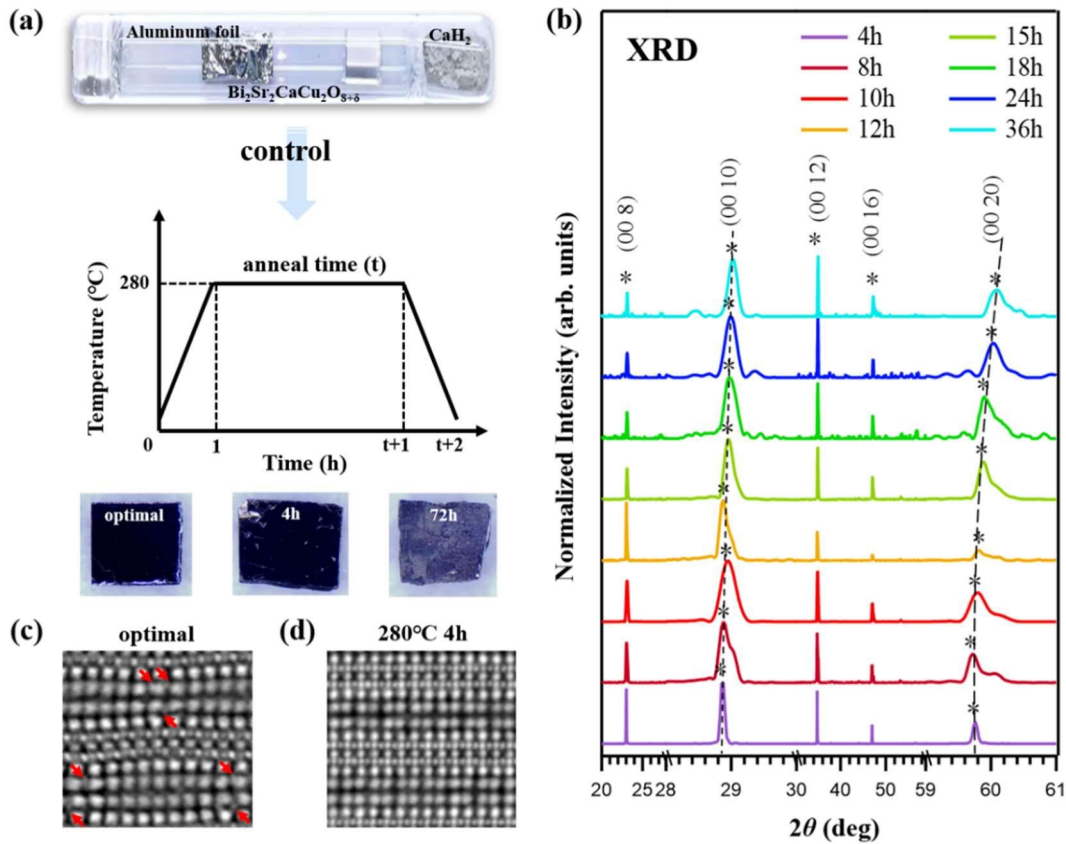 (a)
Aluminum foil
CaH₂
Bi₂Sr₂CaCu₂O₈₊δ
control
Temperature (℃)
280
anneal time (t)
0
1
t+1
t+2
Time (h)
optimal
4h
72h
(c)
optimal
(d)
280℃ 4h
(b)
XRD
4h
8h
10h
12h
15h
18h
24h
36h
* (00 8)
* (00 10)
* (00 12)
* (00 16)
* (00 20)
Normalized Intensity (arb. units)
20
25
28
29
30
40
50
59
60
61
2θ (deg)